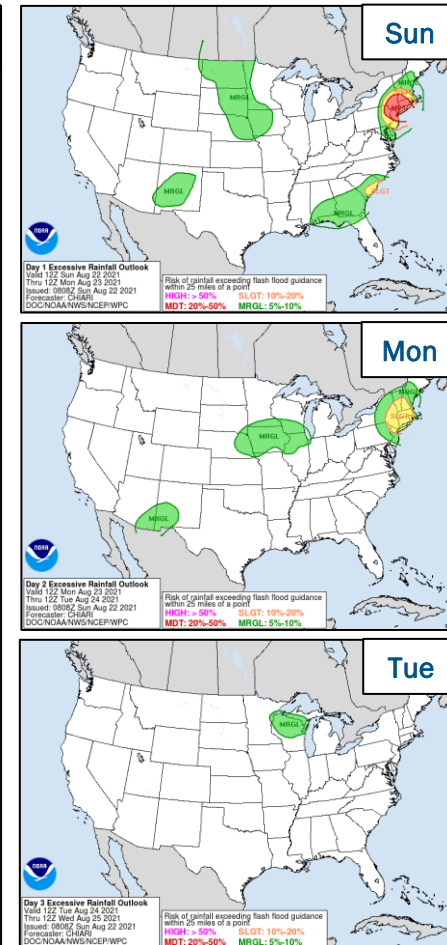 Sun
MRGL
MRGL
MDT
MRGL
SLGT
MRGL
NOAA
Day 1 Excessive Rainfall Outlook
Valid 12Z Sun Aug 22 2021
Thru 12Z Mon Aug 23 2021
Issued: 0808Z Sun Aug 22 2021
Forecaster: CHIARI
DOC/NOAA/NWS/NCEP/WPC
Risk of rainfall exceeding flash flood guidance
within 25 miles of a point
HIGH: > 50% SLGT: 10%-20%
MDT: 20%-50% MRGL: 5%-10%
Mon
MRGL
SLGT
MRGL
MRGL
NOAA
Day 2 Excessive Rainfall Outlook
Valid 12Z Mon Aug 23 2021
Thru 12Z Tue Aug 24 2021
Issued: 0808Z Sun Aug 22 2021
Forecaster: CHIARI
DOC/NOAA/NWS/NCEP/WPC
Risk of rainfall exceeding flash flood guidance
within 25 miles of a point
HIGH: > 50% SLGT: 10%-20%
MDT: 20%-50% MRGL: 5%-10%
Tue
MRGL
NOAA
Day 3 Excessive Rainfall Outlook
Valid 12Z Tue Aug 24 2021
Thru 12Z Wed Aug 25 2021
Issued: 0808Z Sun Aug 22 2021
Forecaster: CHIARI
DOC/NOAA/NWS/NCEP/WPC
Risk of rainfall exceeding flash flood guidance
within 25 miles of a point
HIGH: > 50% SLGT: 10%-20%
MDT: 20%-50% MRGL: 5%-10%